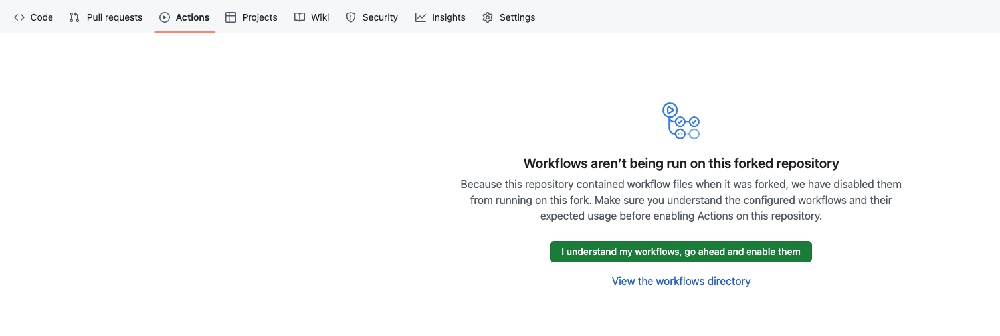 Code Pull requests Actions Projects Wiki Security Insights Settings
Workflows aren’t being run on this forked repository
Because this repository contained workflow files when it was forked, we have disabled them
from running on this fork. Make sure you understand the configured workflows and their
expected usage before enabling Actions on this repository.
I understand my workflows, go ahead and enable them
View the workflows directory